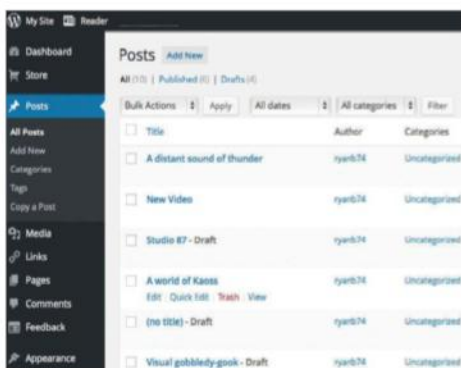 My Site Reader
Dashboard
Store
Posts
All Posts
Add New
Categories
Tags
Copy a Post
Media
Links
Pages
Comments
Feedback
Appearance
Posts Add New
All (10) | Published (6) | Drafts (4)
Bulk Actions Apply All dates All categories Filter
Title Author Categories
A distant sound of thunder ryanb74 Uncategorized
New Video ryanb74 Uncategorized
Studio 87 - Draft ryanb74 Uncategorized
A world of Kaoss ryanb74 Uncategorized
Edit | Quick Edit | Trash | View
(no title) - Draft ryanb74 Uncategorized
Visual gobbledy-gook - Draft ryanb74 Uncategorized